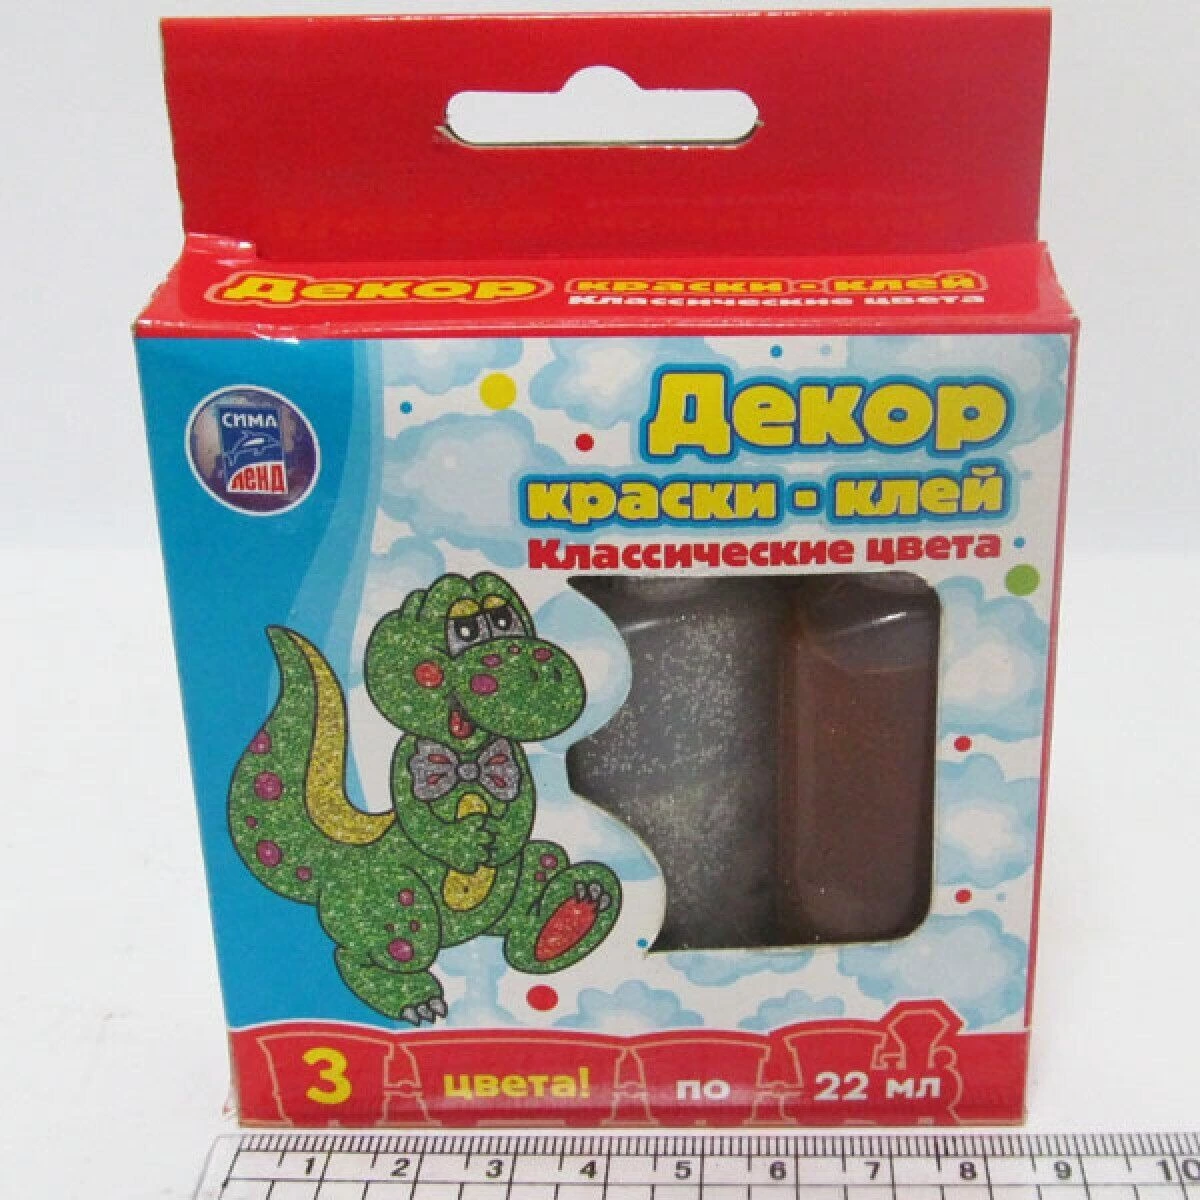 Декор краски - клей
Классические цвета
СИМА
ЛЕНД
Декор
краски - клей
Классические цвета
3 цвета! по 22 мл
1 2 3 4 5 6 7 8 9 10